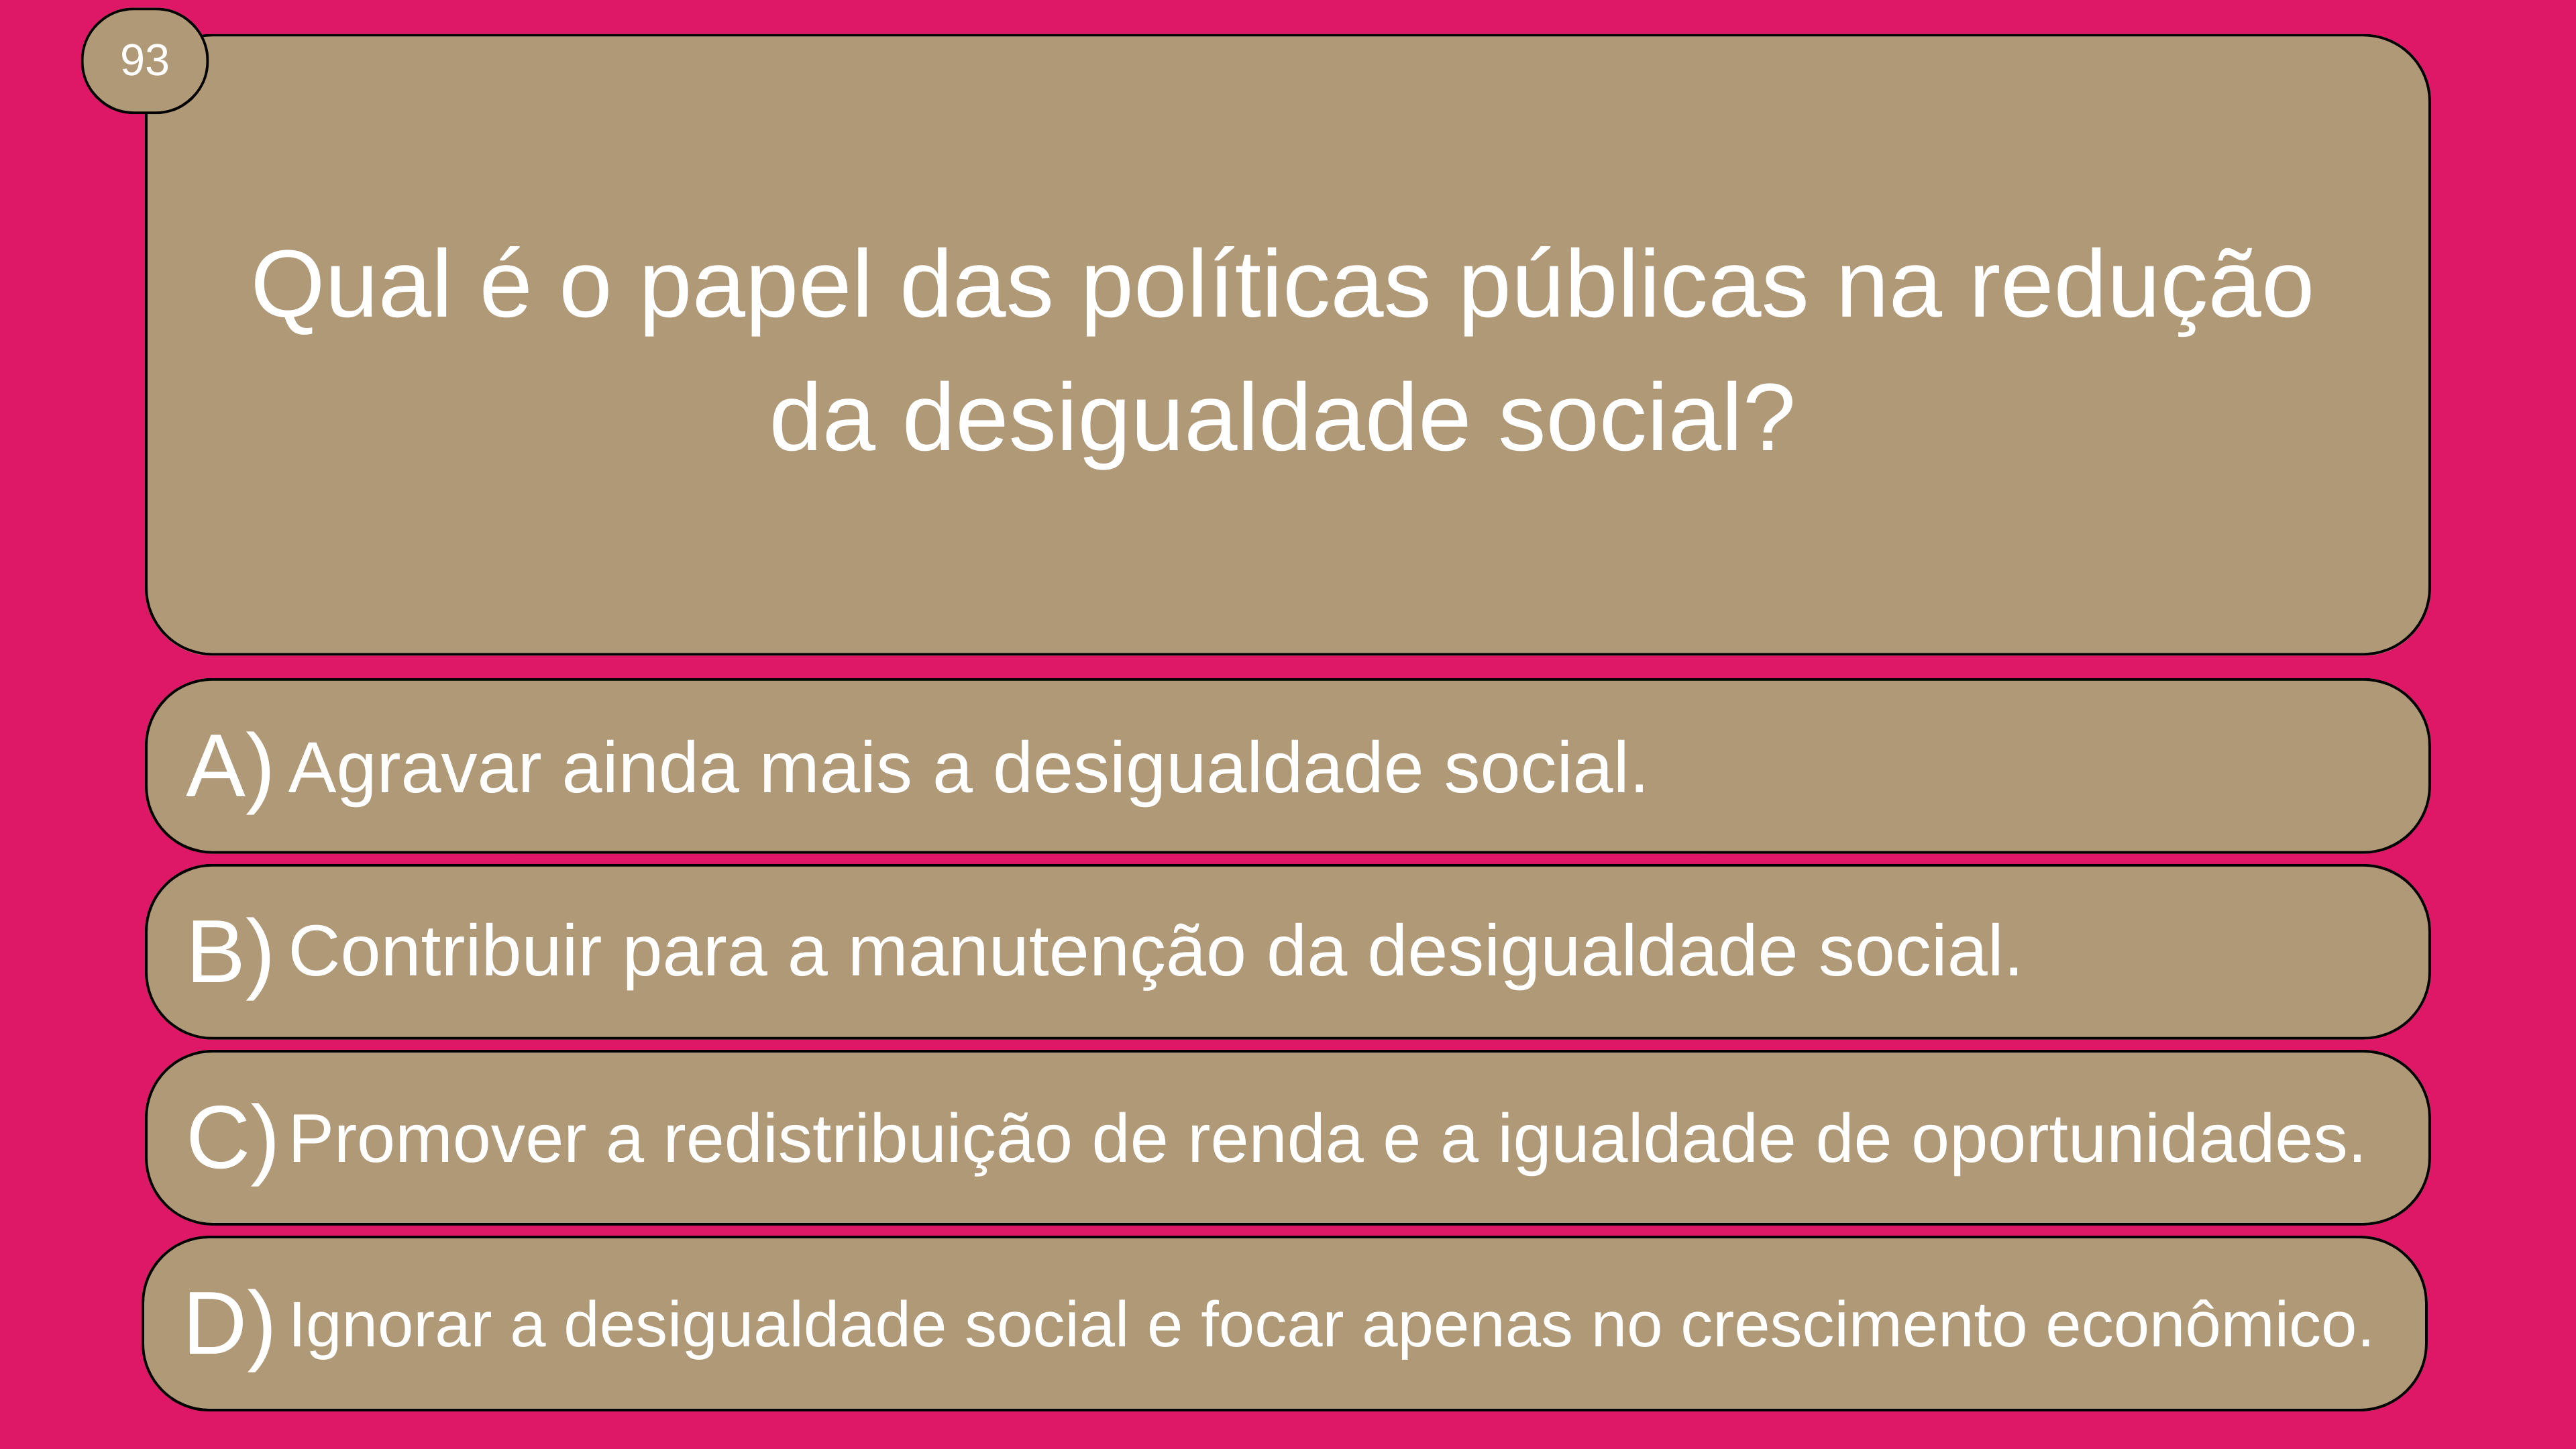 93
Qual é o papel das políticas públicas na redução
da desigualdade social?
A) Agravar ainda mais a desigualdade social.
B) Contribuir para a manutenção da desigualdade social.
C) Promover a redistribuição de renda e a igualdade de oportunidades.
D) Ignorar a desigualdade social e focar apenas no crescimento econômico.